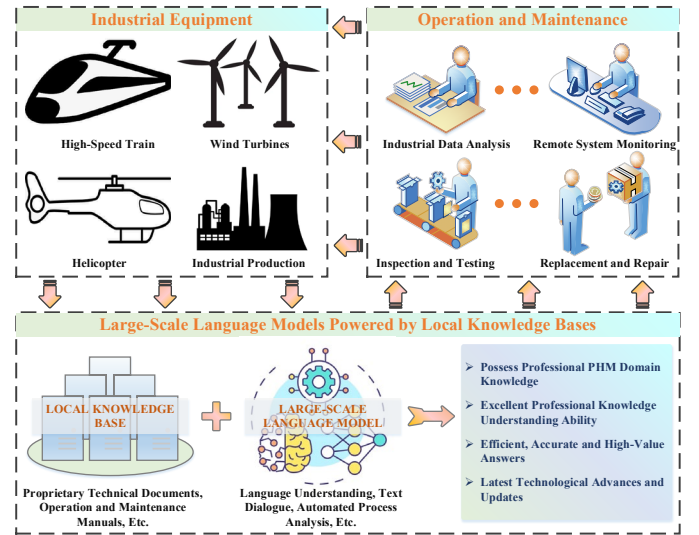 Industrial Equipment
Operation and Maintenance
High-Speed Train
Wind Turbines
Industrial Data Analysis
Remote System Monitoring
Helicopter
Industrial Production
Inspection and Testing
Replacement and Repair
Large-Scale Language Models Powered by Local Knowledge Bases
LOCAL KNOWLEDGE
BASE
Proprietary Technical Documents,
Operation and Maintenance
Manuals, Etc.
LARGE-SCALE
LANGUAGE MODEL
Language Understanding, Text
Dialogue, Automated Process
Analysis, Etc.
➢ Possess Professional PHM Domain
Knowledge
➢ Excellent Professional Knowledge
Understanding Ability
➢ Efficient, Accurate and High-Value
Answers
➢ Latest Technological Advances and
Updates